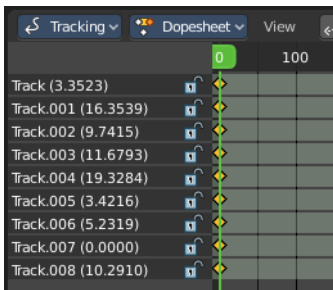 Tracking Dopesheet View
0 100
Track (3.3523)
Track.001 (16.3539)
Track.002 (9.7415)
Track.003 (11.6793)
Track.004 (19.3284)
Track.005 (3.4216)
Track.006 (5.2319)
Track.007 (0.0000)
Track.008 (10.2910)